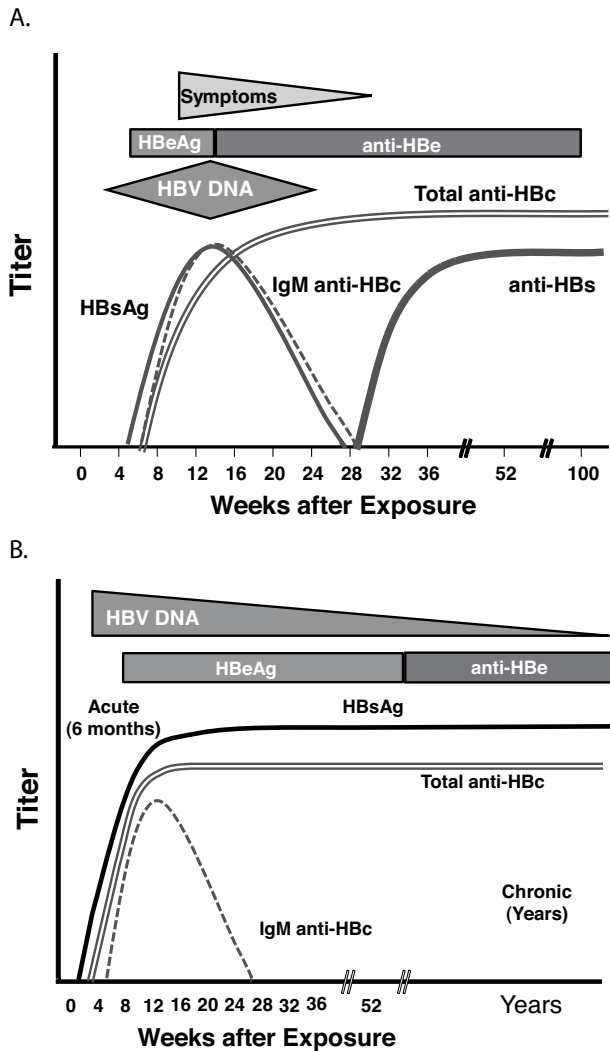 A.
Symptoms
HBeAg
anti-HBe
HBV DNA
Total anti-HBc
HBsAg
IgM anti-HBc
anti-HBs
Titer
0 4 8 12 16 20 24 28 32 36 52 100
Weeks after Exposure
B.
HBV DNA
HBeAg
anti-HBe
Acute
(6 months)
HBsAg
Total anti-HBc
Titer
IgM anti-HBc
Chronic
(Years)
0 4 8 12 16 20 24 28 32 36 52 Years
Weeks after Exposure